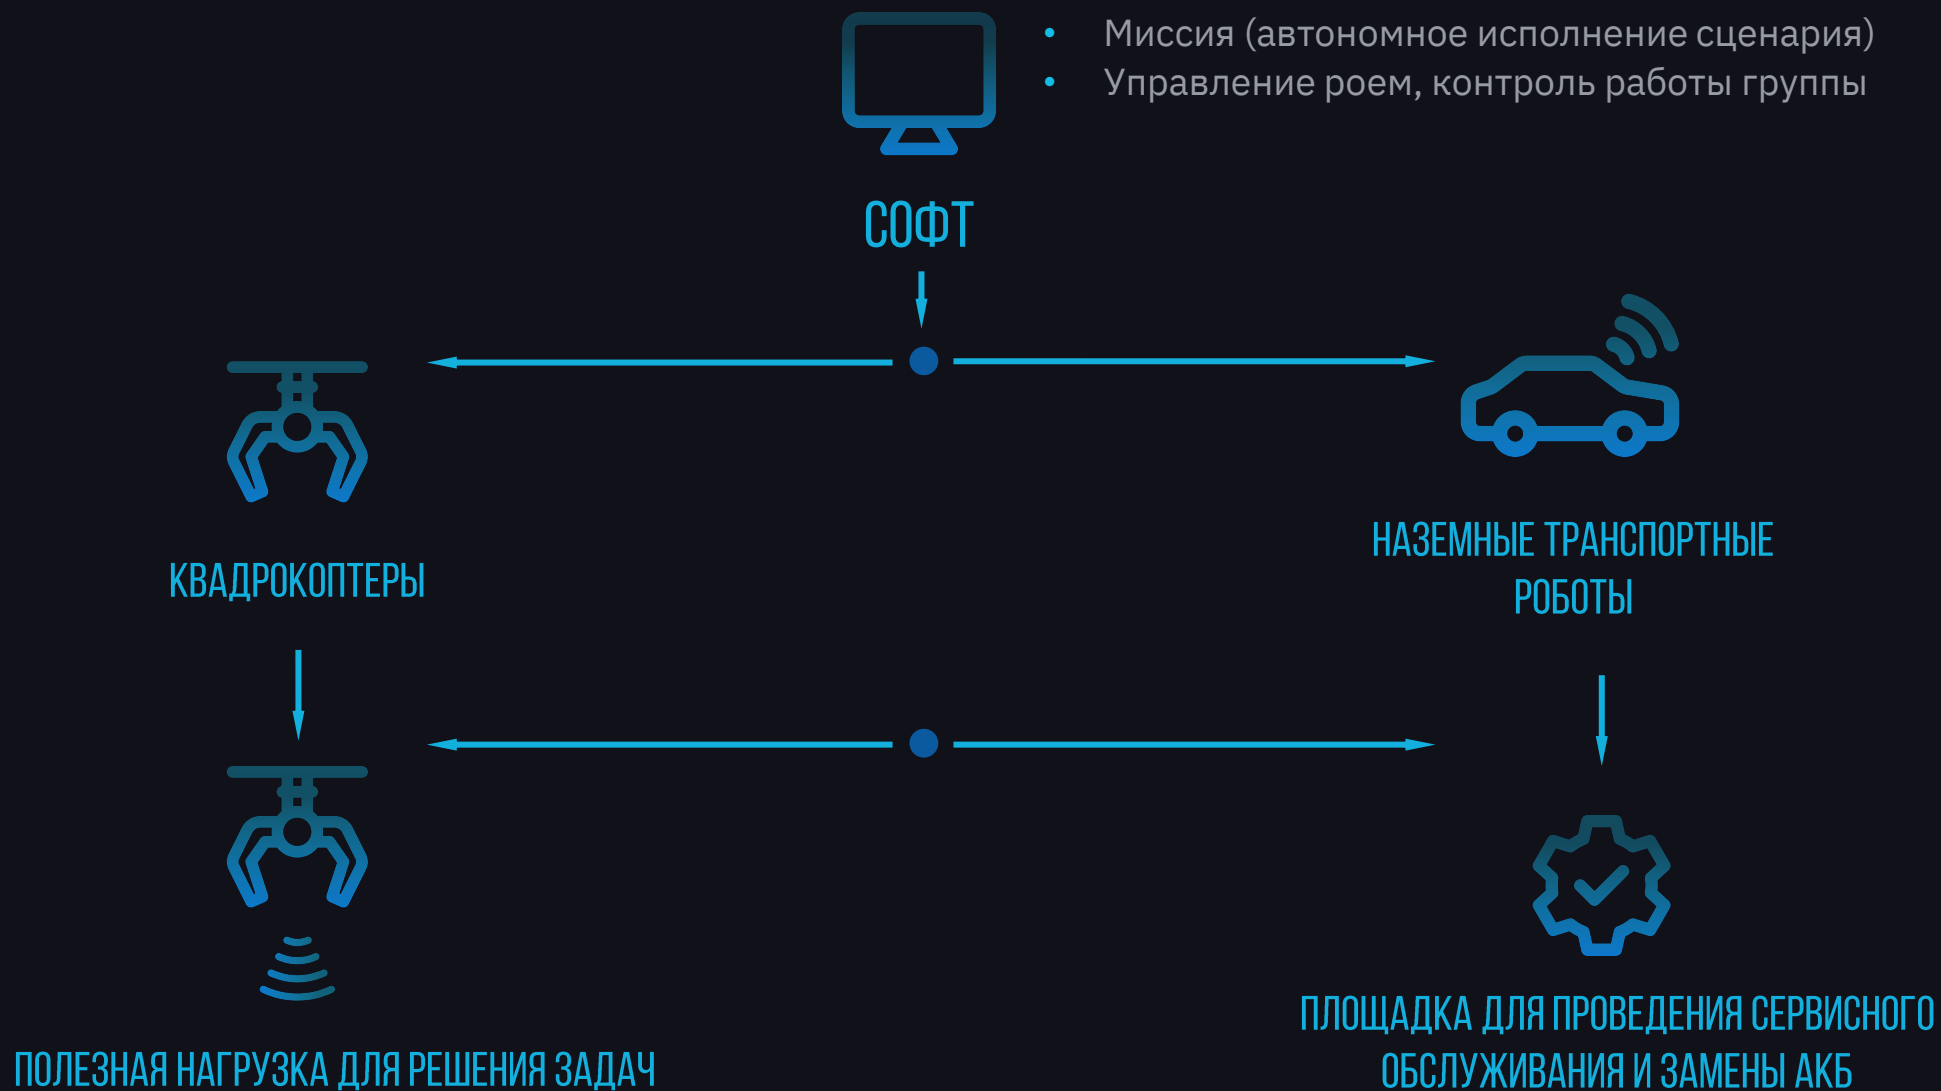 Миссия (автономное исполнение сценария)
Управление роем, контроль работы группы
СОФТ
КВАДРОКОПТЕРЫ
НАЗЕМНЫЕ ТРАНСПОРТНЫЕ
РОБОТЫ
ПОЛЕЗНАЯ НАГРУЗКА ДЛЯ РЕШЕНИЯ ЗАДАЧ
ПЛОЩАДКА ДЛЯ ПРОВЕДЕНИЯ СЕРВИСНОГО
ОБСЛУЖИВАНИЯ И ЗАМЕНЫ АКБ